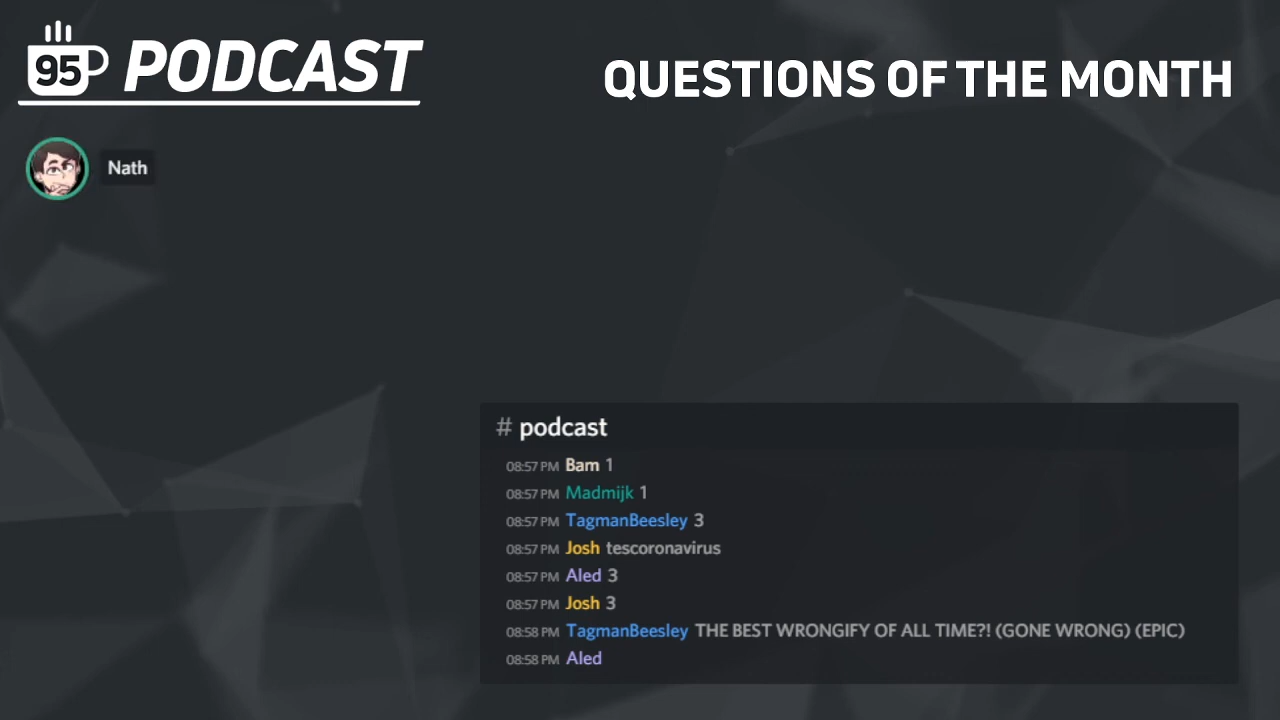 95 PODCAST
QUESTIONS OF THE MONTH
Nath
# podcast
08:57 PM Bam 1
08:57 PM Madmijk 1
08:57 PM TagmanBeesley 3
08:57 PM Josh tescoronavirus
08:57 PM Aled 3
08:57 PM Josh 3
08:58 PM TagmanBeesley THE BEST WRONGIFY OF ALL TIME?! (GONE WRONG) (EPIC)
08:58 PM Aled